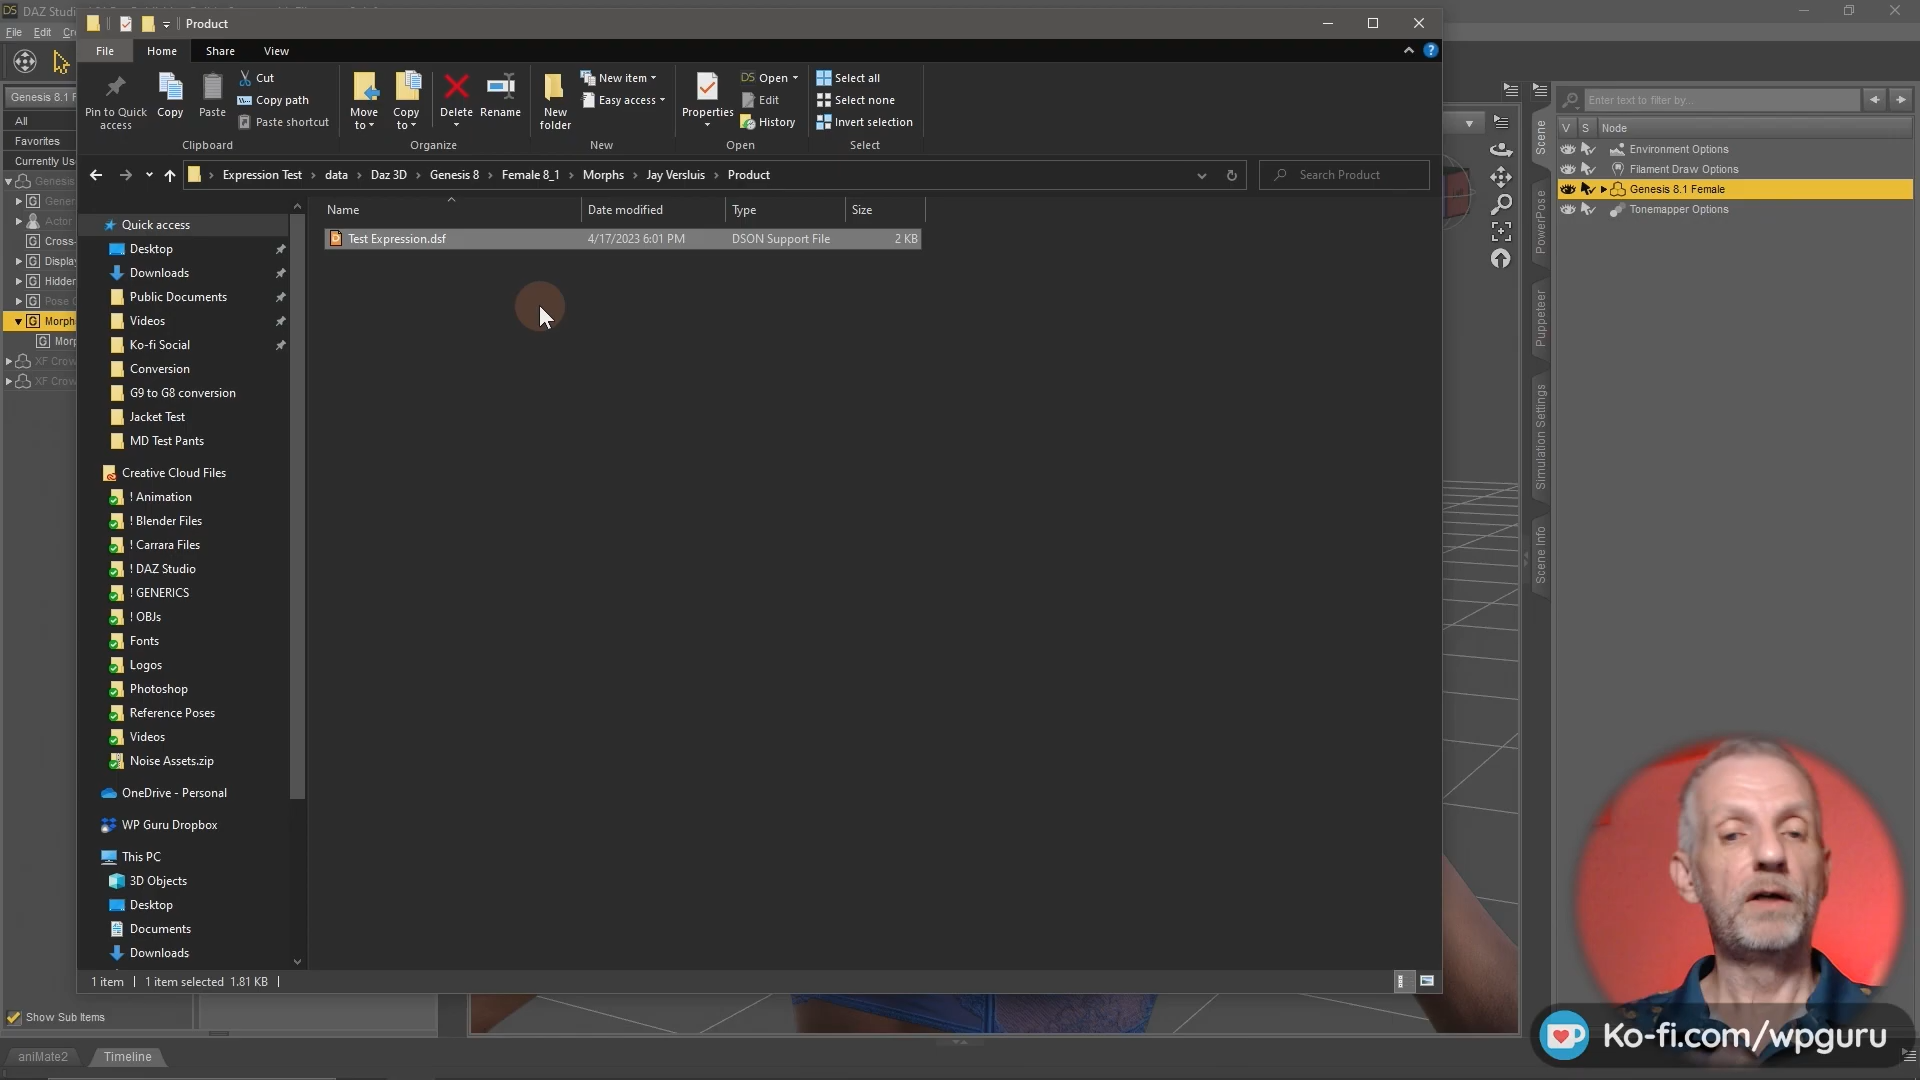 DAZ Studio
Product
File Edit
File Home Share View
Pin to Quick access
Copy
Paste
Cut
Copy path
Paste shortcut
Clipboard
Move to
Copy to
Delete
Rename
Organize
New folder
New item
Easy access
New
Properties
Open
Edit
History
Open
Select all
Select none
Invert selection
Select
Expression Test › data › Daz 3D › Genesis 8 › Female 8_1 › Morphs › Jay Versluis › Product
Search Product
Name
Date modified
Type
Size
Test Expression.dsf
4/17/2023 6:01 PM
DSON Support File
2 KB
Quick access
Desktop
Downloads
Public Documents
Videos
Ko-fi Social
Conversion
G9 to G8 conversion
Jacket Test
MD Test Pants
Creative Cloud Files
! Animation
! Blender Files
! Carrara Files
! DAZ Studio
! GENERICS
! OBJs
Fonts
Logos
Photoshop
Reference Poses
Videos
Noise Assets.zip
OneDrive - Personal
WP Guru Dropbox
This PC
3D Objects
Desktop
Documents
Downloads
1 item
1 item selected 1.81 KB
Genesis 8.1 F
All
Favorites
Currently Us
Genesis
Gener
Actor
Cross-
Display
Hidden
Pose C
Morph
Morp
XF Crow
XF Crow
Show Sub Items
aniMate2
Timeline
Enter text to filter by...
V S Node
Environment Options
Filament Draw Options
Genesis 8.1 Female
Tonemapper Options
Scene
PowerPose
Puppeteer
Simulation Settings
Scene Info
Ko-fi.com/wpguru